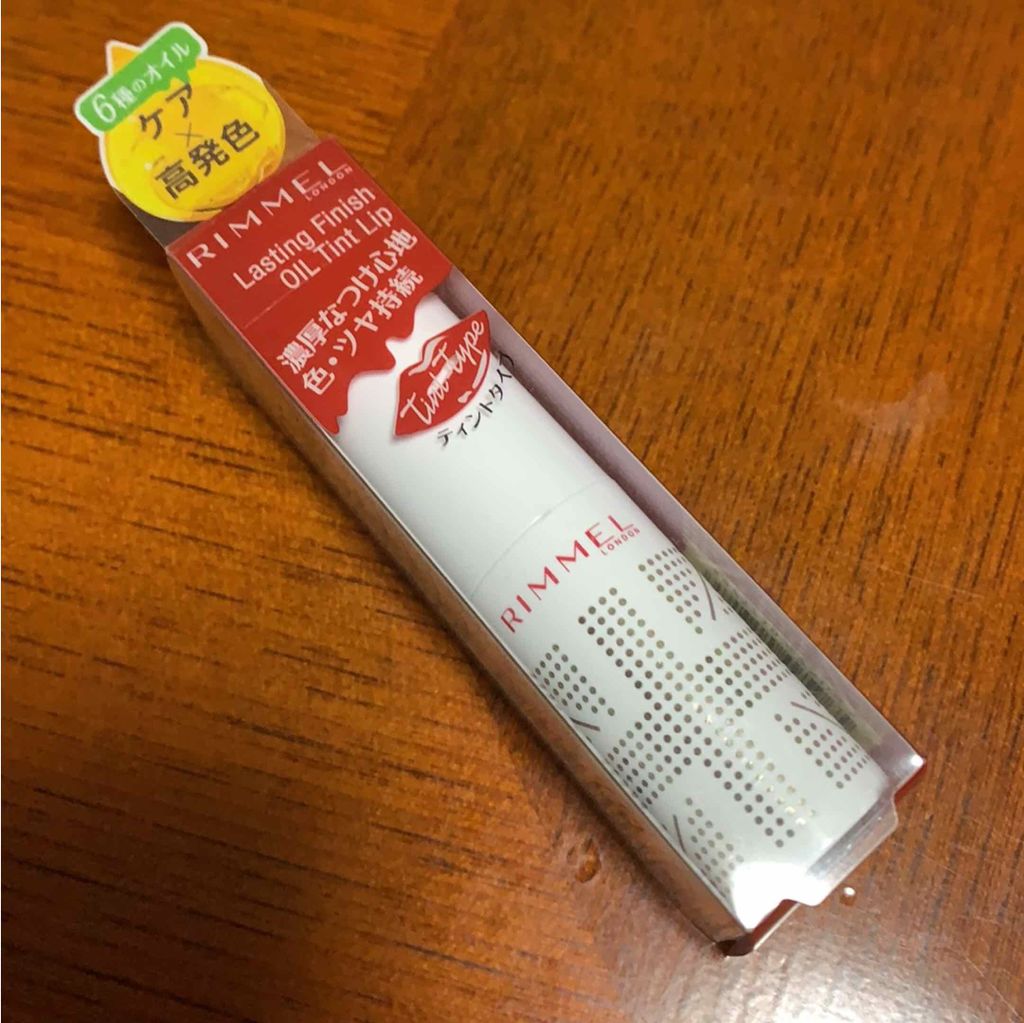 6種のオイル
ケア
×
高発色
RIMMEL
LONDON
Lasting Finish
OIL Tint Lip
濃厚なつけ心地
色・ツヤ持続
Tint Type
ティントタイプ
RIMMEL
LONDON